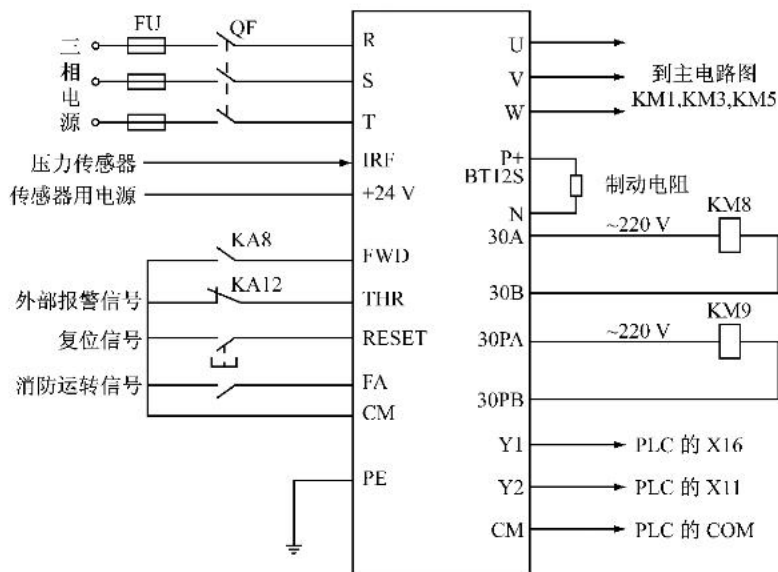 FU
QF
三相电源
R
S
T
压力传感器
IRF
传感器用电源
+24 V
KA8
FWD
外部报警信号
KA12
THR
复位信号
RESET
消防运转信号
FA
CM
PE
U
V
W
到主电路图
KM1,KM3,KM5
P+
BT12S
N
制动电阻
30A
~220 V
KM8
30B
30PA
~220 V
KM9
30PB
Y1
PLC 的 X16
Y2
PLC 的 X11
CM
PLC 的 COM